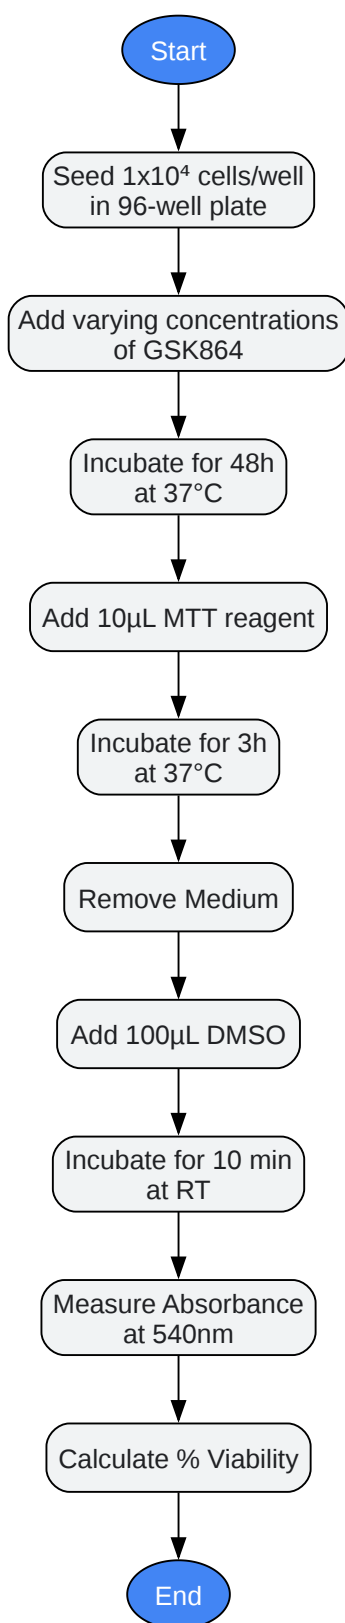 Start
Seed 1x10⁴ cells/well
in 96-well plate
Add varying concentrations
of GSK864
Incubate for 48h
at 37°C
Add 10µL MTT reagent
Incubate for 3h
at 37°C
Remove Medium
Add 100µL DMSO
Incubate for 10 min
at RT
Measure Absorbance
at 540nm
Calculate % Viability
End